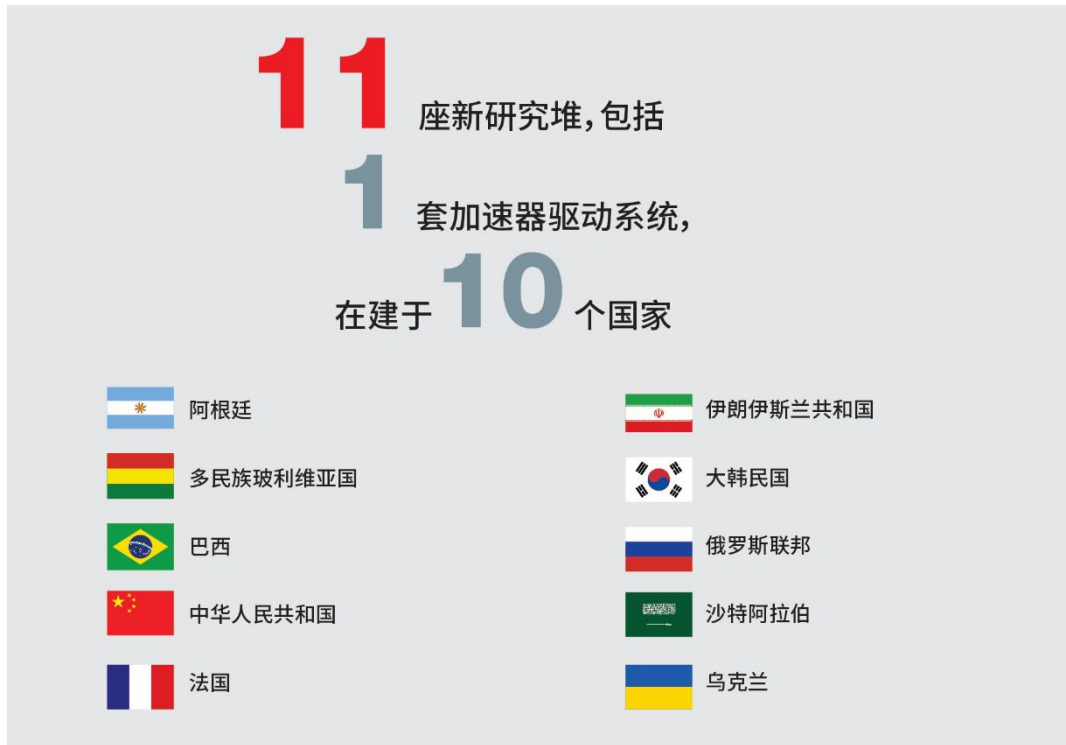 11 座新研究堆,包括
1 套加速器驱动系统,
在建于 10 个国家
阿根廷
多民族玻利维亚国
巴西
中华人民共和国
法国
伊朗伊斯兰共和国
大韩民国
俄罗斯联邦
沙特阿拉伯
乌克兰